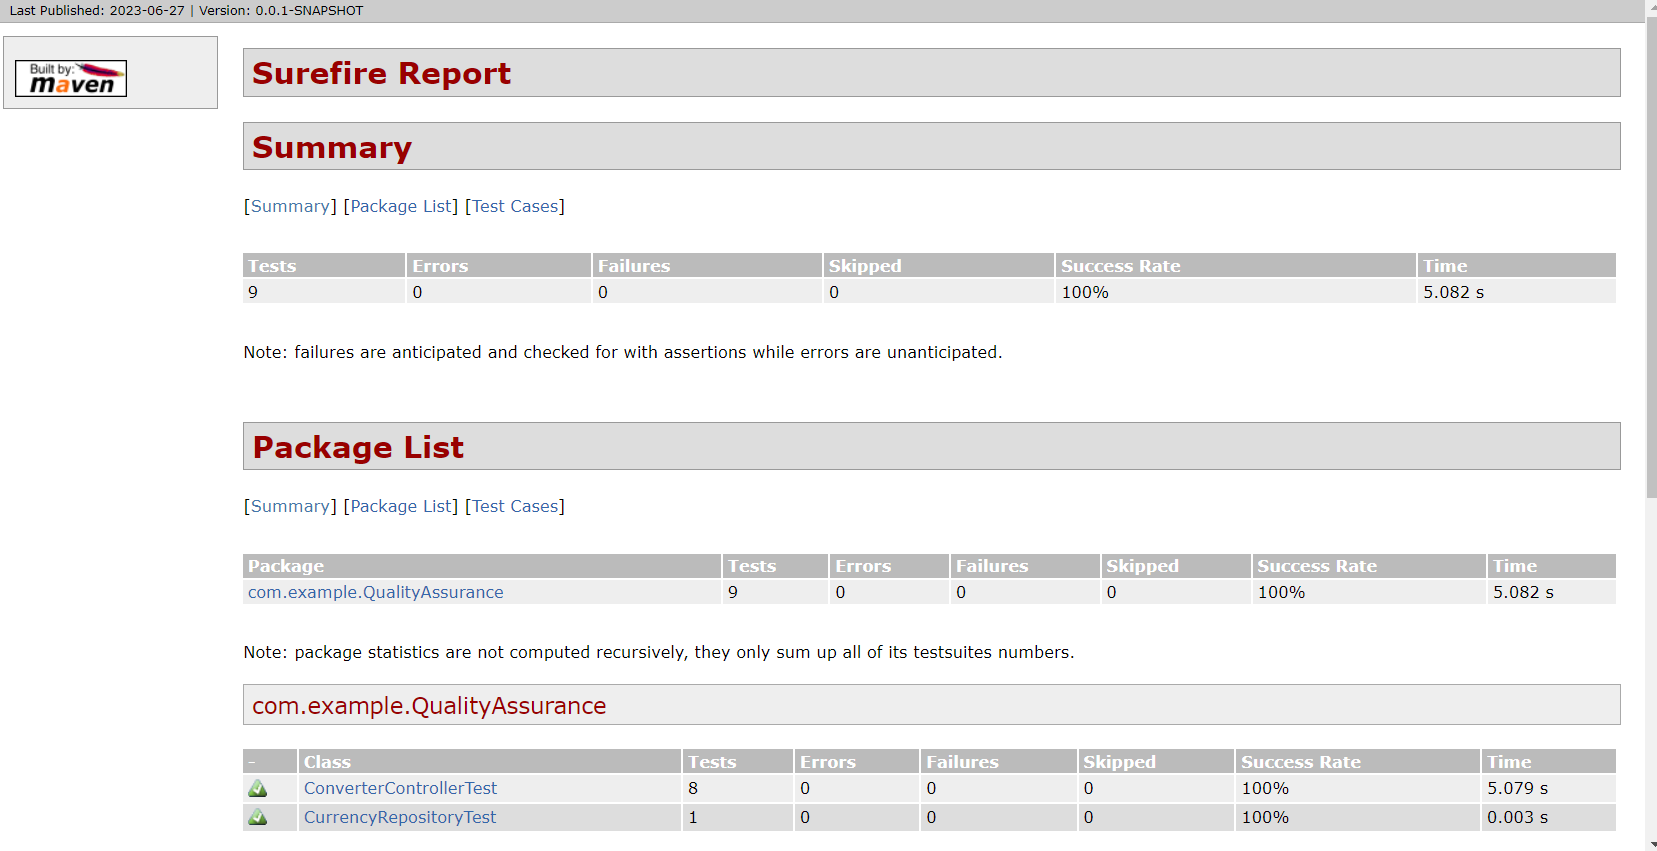 Last Published: 2023-06-27 | Version: 0.0.1-SNAPSHOT
Built by:
maven
Surefire Report
Summary
[Summary] [Package List] [Test Cases]
Tests Errors Failures Skipped Success Rate Time
9 0 0 0 100% 5.082 s
Note: failures are anticipated and checked for with assertions while errors are unanticipated.
Package List
[Summary] [Package List] [Test Cases]
Package Tests Errors Failures Skipped Success Rate Time
com.example.QualityAssurance 9 0 0 0 100% 5.082 s
Note: package statistics are not computed recursively, they only sum up all of its testsuites numbers.
com.example.QualityAssurance
- Class Tests Errors Failures Skipped Success Rate Time
ConverterControllerTest 8 0 0 0 100% 5.079 s
CurrencyRepositoryTest 1 0 0 0 100% 0.003 s